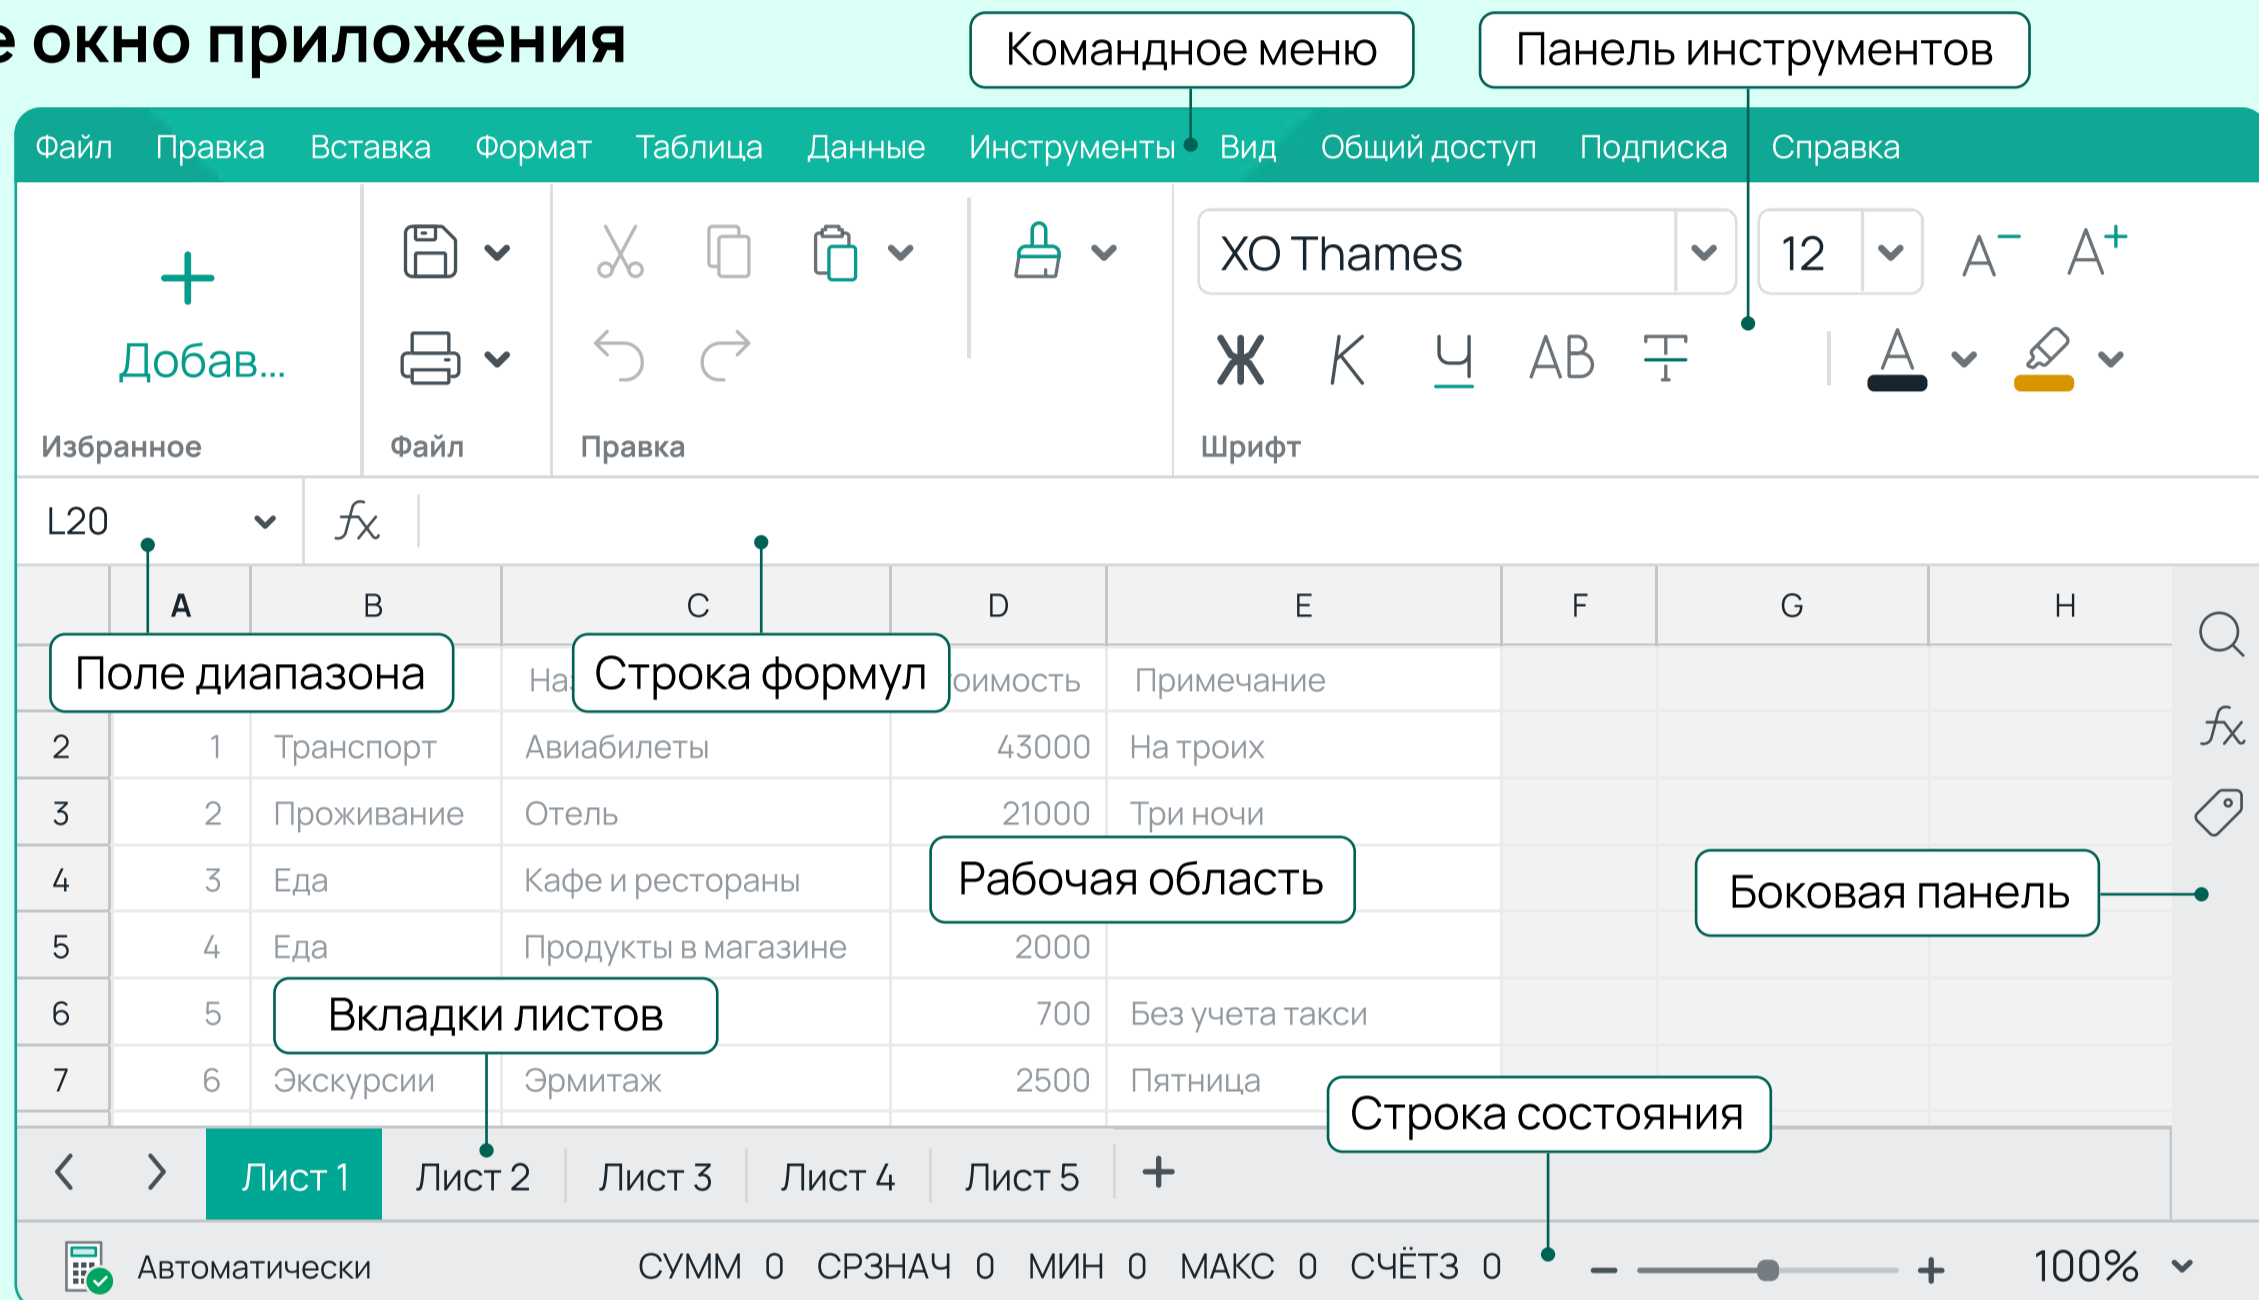 окно приложения
Командное меню
Панель инструментов
Файл Правка Вставка Формат Таблица Данные Инструменты Вид Общий доступ Подписка Справка
XO Thames 12 A− A+
Добав...
Ж К Ч АВ Т А
Избранное Файл Правка Шрифт
L20 fx
A B C D E F G H
Поле диапазона
Строка формул
Примечание
fx
2 1 Транспорт Авиабилеты 43000 На троих
3 2 Проживание Отель 21000 Три ночи
4 3 Еда Кафе и рестораны
Рабочая область
Боковая панель
5 4 Еда Продукты в магазине 2000
6 5 700 Без учета такси
Вкладки листов
7 6 Экскурсии Эрмитаж 2500 Пятница
Строка состояния
Лист 1 Лист 2 Лист 3 Лист 4 Лист 5 +
Автоматически СУММ 0 СРЗНАЧ 0 МИН 0 МАКС 0 СЧЁТЗ 0 − + 100%